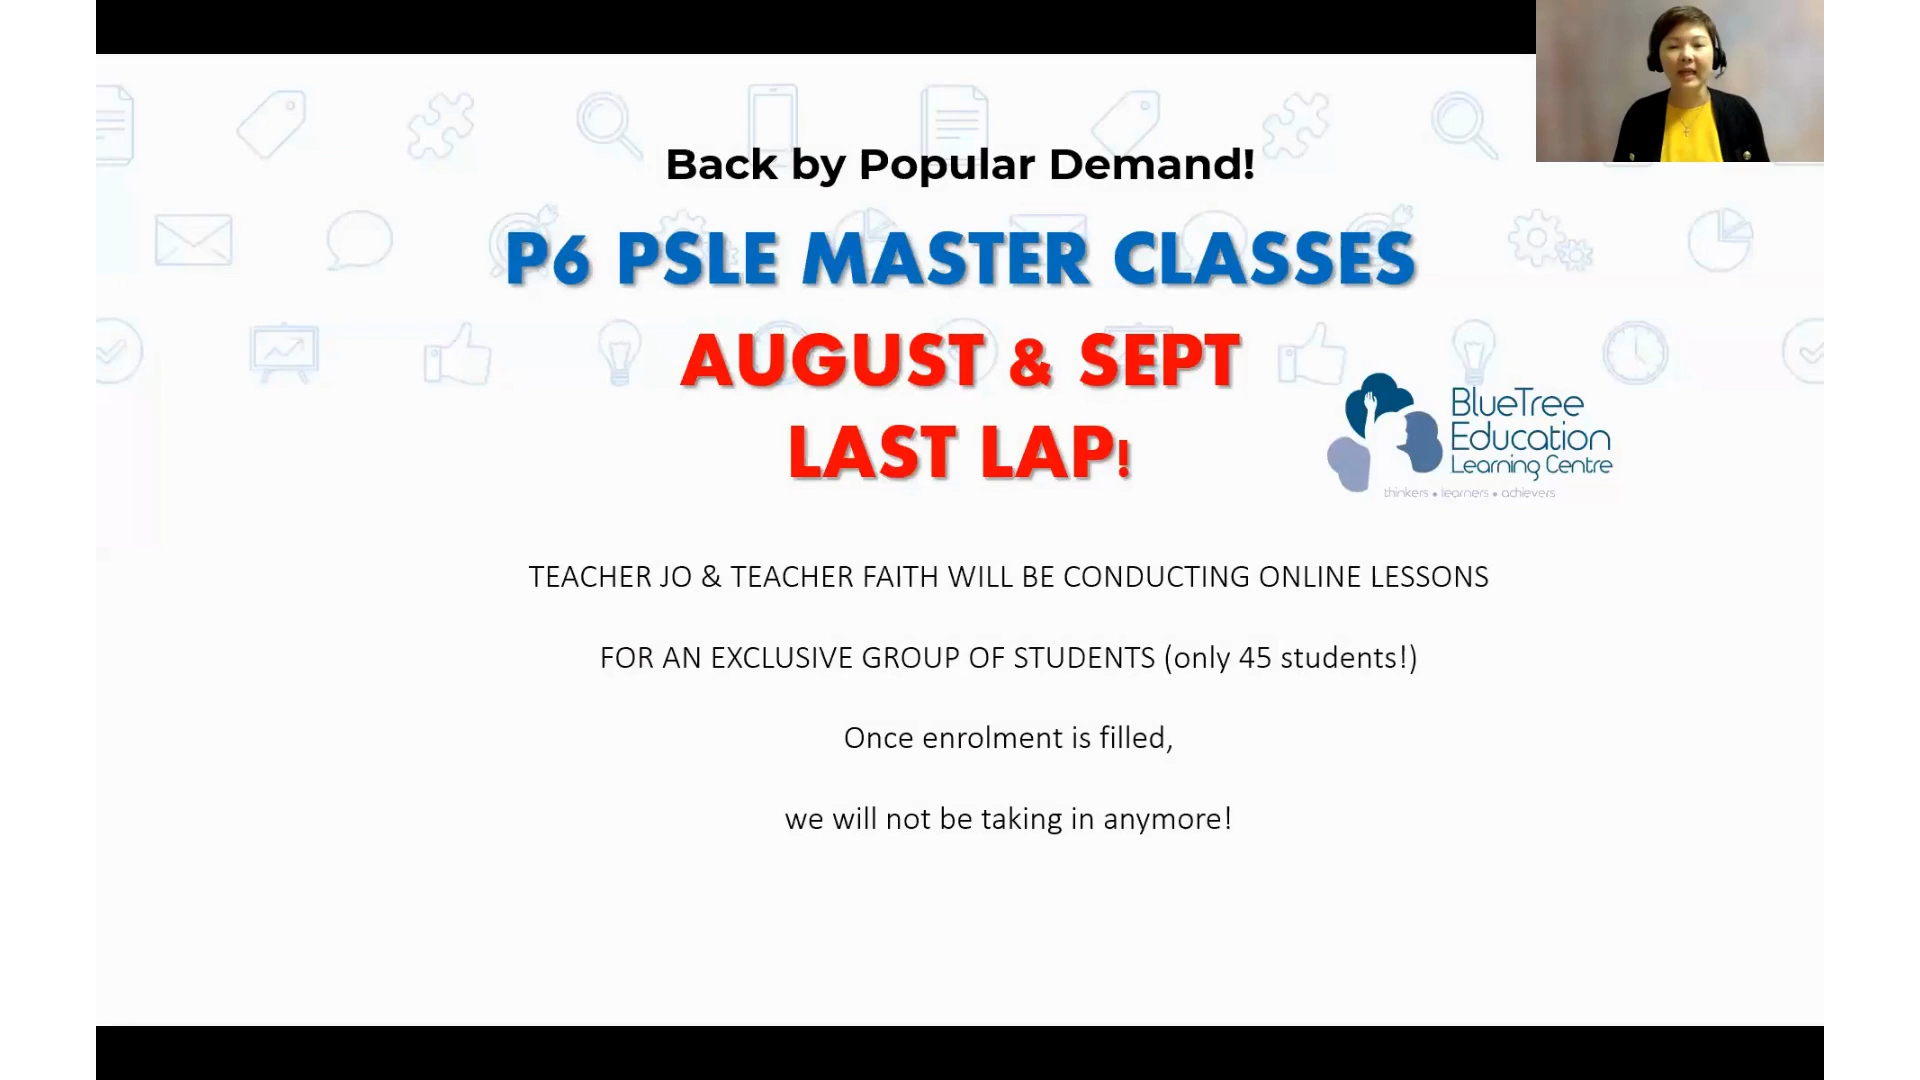 Back by Popular Demand!
P6 PSLE MASTER CLASSES
AUGUST & SEPT
LAST LAP!
BlueTree
Education
Learning Centre
thinkers • learners • achievers
TEACHER JO & TEACHER FAITH WILL BE CONDUCTING ONLINE LESSONS
FOR AN EXCLUSIVE GROUP OF STUDENTS (only 45 students!)
Once enrolment is filled,
we will not be taking in anymore!